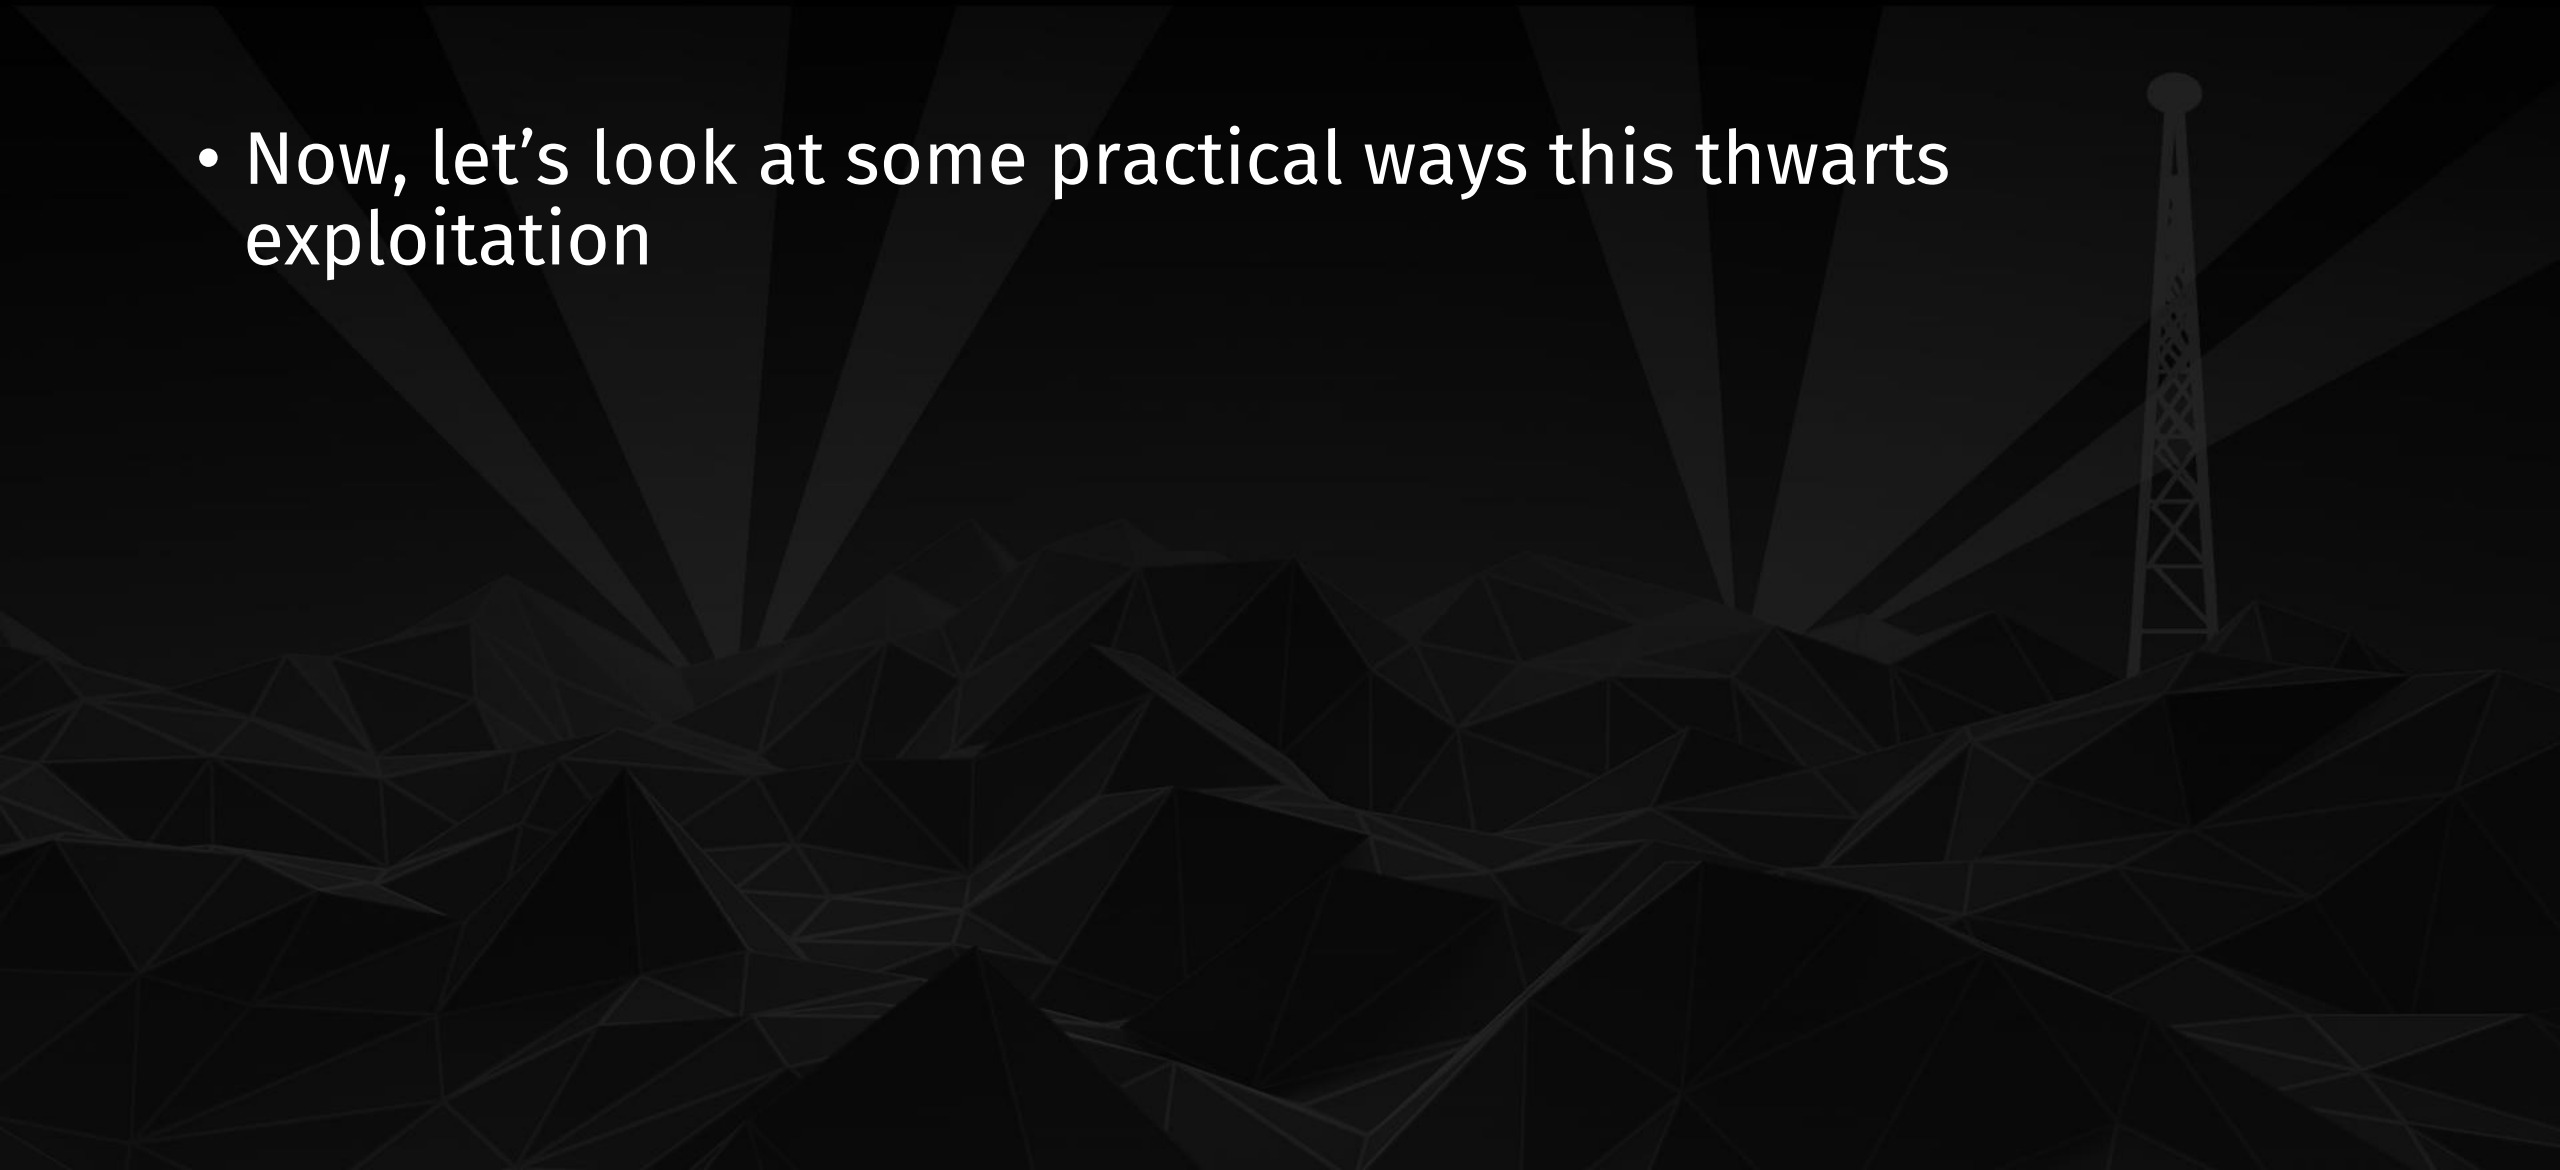 • Now, let’s look at some practical ways this thwarts
exploitation